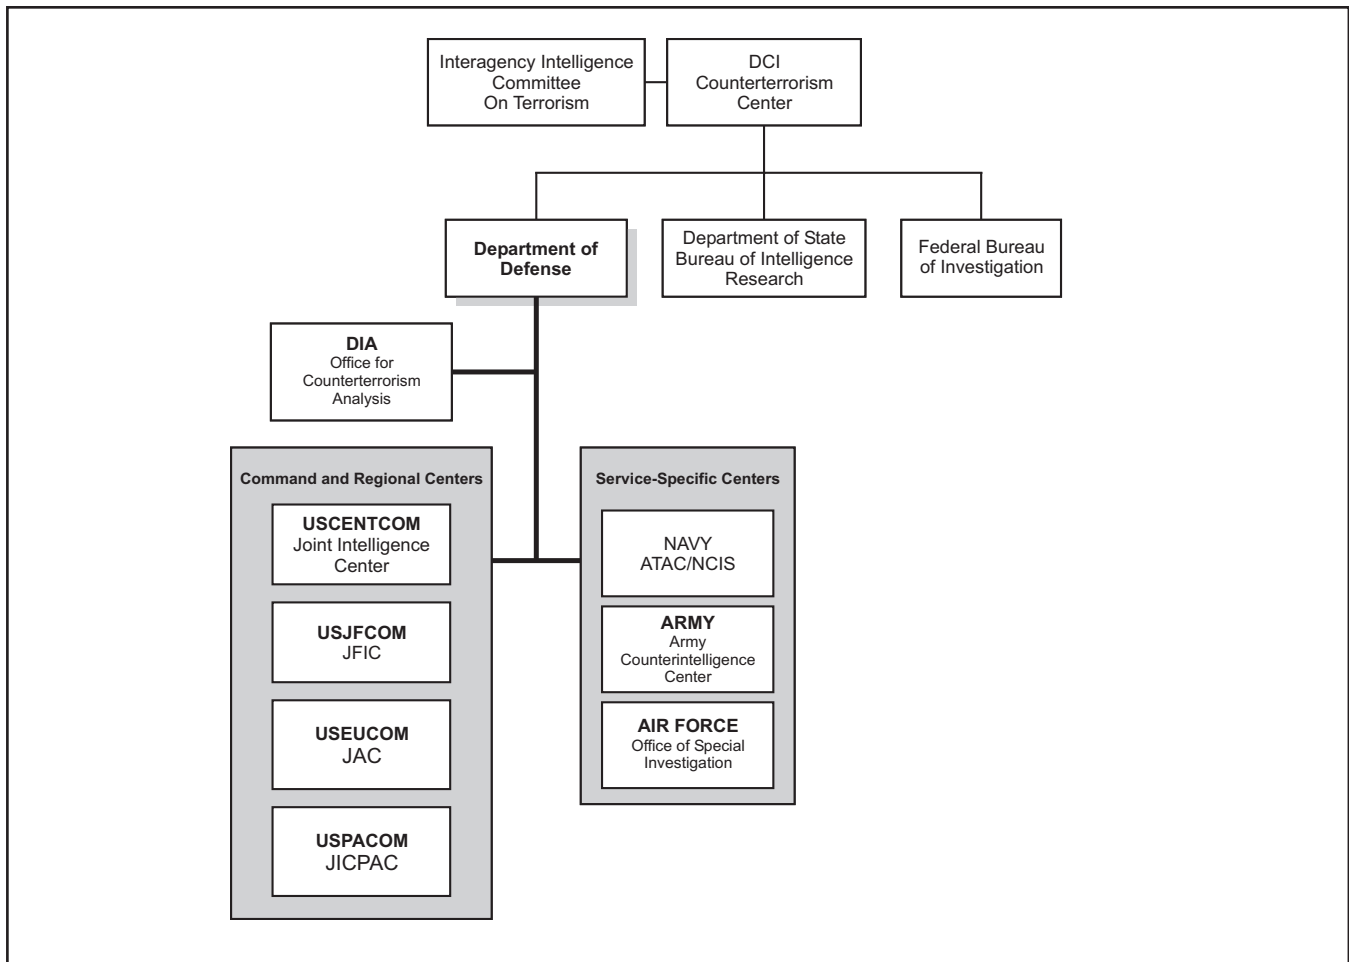 Interagency Intelligence
Committee
On Terrorism
DCI
Counterterrorism
Center
Department of
Defense
Department of State
Bureau of Intelligence
Research
Federal Bureau
of Investigation
DIA
Office for
Counterterrorism
Analysis
Command and Regional Centers
USCENTCOM
Joint Intelligence
Center
USJFCOM
JFIC
USEUCOM
JAC
USPACOM
JICPAC
Service-Specific Centers
NAVY
ATAC/NCIS
ARMY
Army
Counterintelligence
Center
AIR FORCE
Office of Special
Investigation